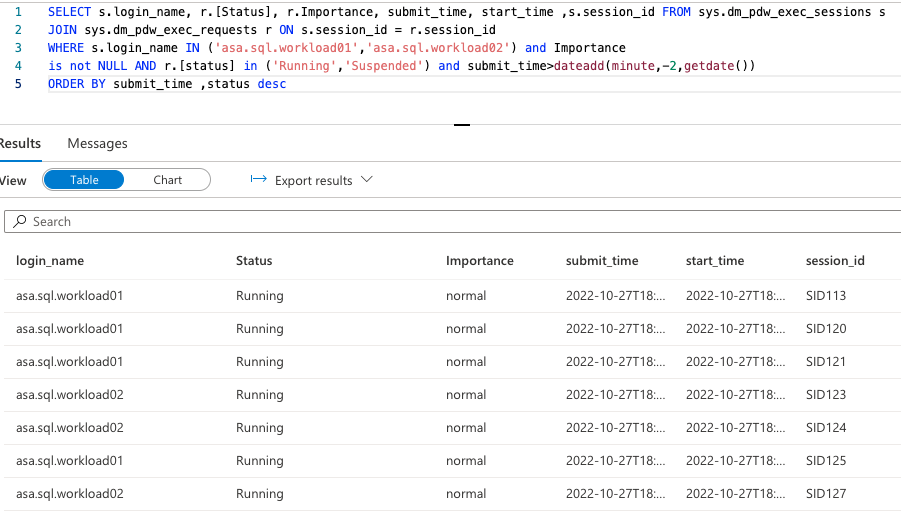 1 SELECT s.login_name, r.[Status], r.Importance, submit_time, start_time ,s.session_id FROM sys.dm_pdw_exec_sessions s
2 JOIN sys.dm_pdw_exec_requests r ON s.session_id = r.session_id
3 WHERE s.login_name IN ('asa.sql.workload01','asa.sql.workload02') and Importance
4 is not NULL AND r.[status] in ('Running','Suspended') and submit_time>dateadd(minute,-2,getdate())
5 ORDER BY submit_time ,status desc
Results Messages
View Table Chart Export results
Search
login_name Status Importance submit_time start_time session_id
asa.sql.workload01 Running normal 2022-10-27T18:... 2022-10-27T18:... SID113
asa.sql.workload01 Running normal 2022-10-27T18:... 2022-10-27T18:... SID120
asa.sql.workload01 Running normal 2022-10-27T18:... 2022-10-27T18:... SID121
asa.sql.workload02 Running normal 2022-10-27T18:... 2022-10-27T18:... SID123
asa.sql.workload02 Running normal 2022-10-27T18:... 2022-10-27T18:... SID124
asa.sql.workload01 Running normal 2022-10-27T18:... 2022-10-27T18:... SID125
asa.sql.workload02 Running normal 2022-10-27T18:... 2022-10-27T18:... SID127